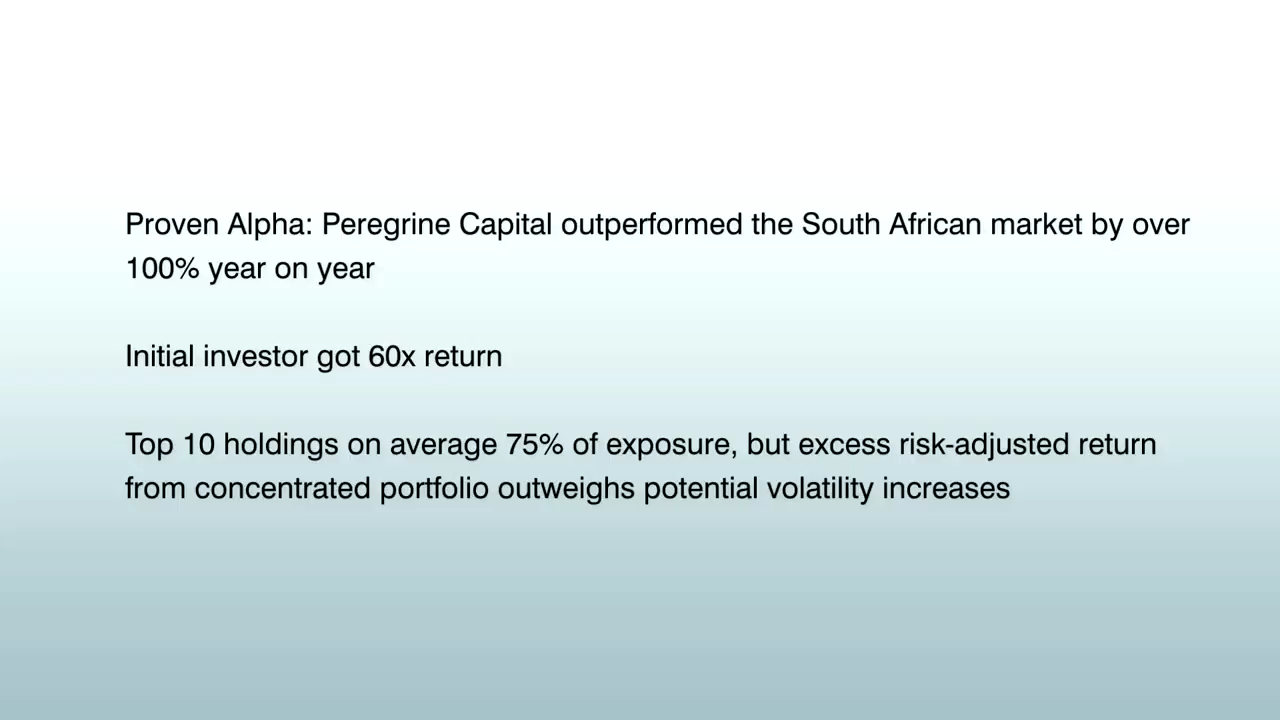 Proven Alpha: Peregrine Capital outperformed the South African market by over
100% year on year
Initial investor got 60x return
Top 10 holdings on average 75% of exposure, but excess risk-adjusted return
from concentrated portfolio outweighs potential volatility increases